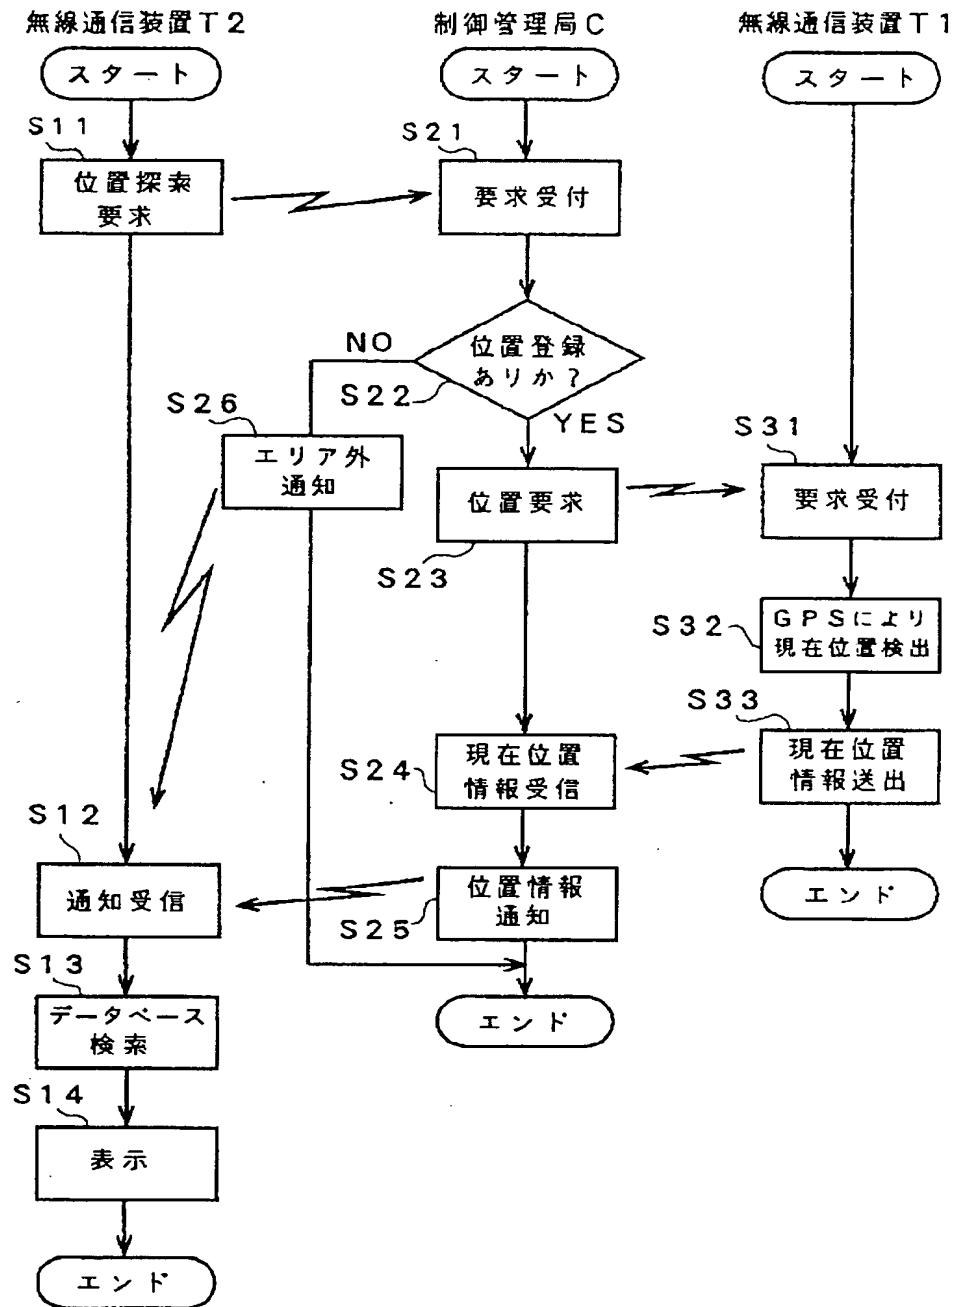 無線通信装置T2
スタート
S11
位置探索
要求
S12
通知受信
S13
データベース
検索
S14
表示
エンド
制御管理局C
スタート
S21
要求受付
位置登録
ありか?
S22
NO
YES
S26
エリア外
通知
位置要求
S23
現在位置
情報受信
S24
位置情報
通知
S25
エンド
無線通信装置T1
スタート
S31
要求受付
GPSにより
現在位置検出
S32
S33
現在位置
情報送出
エンド